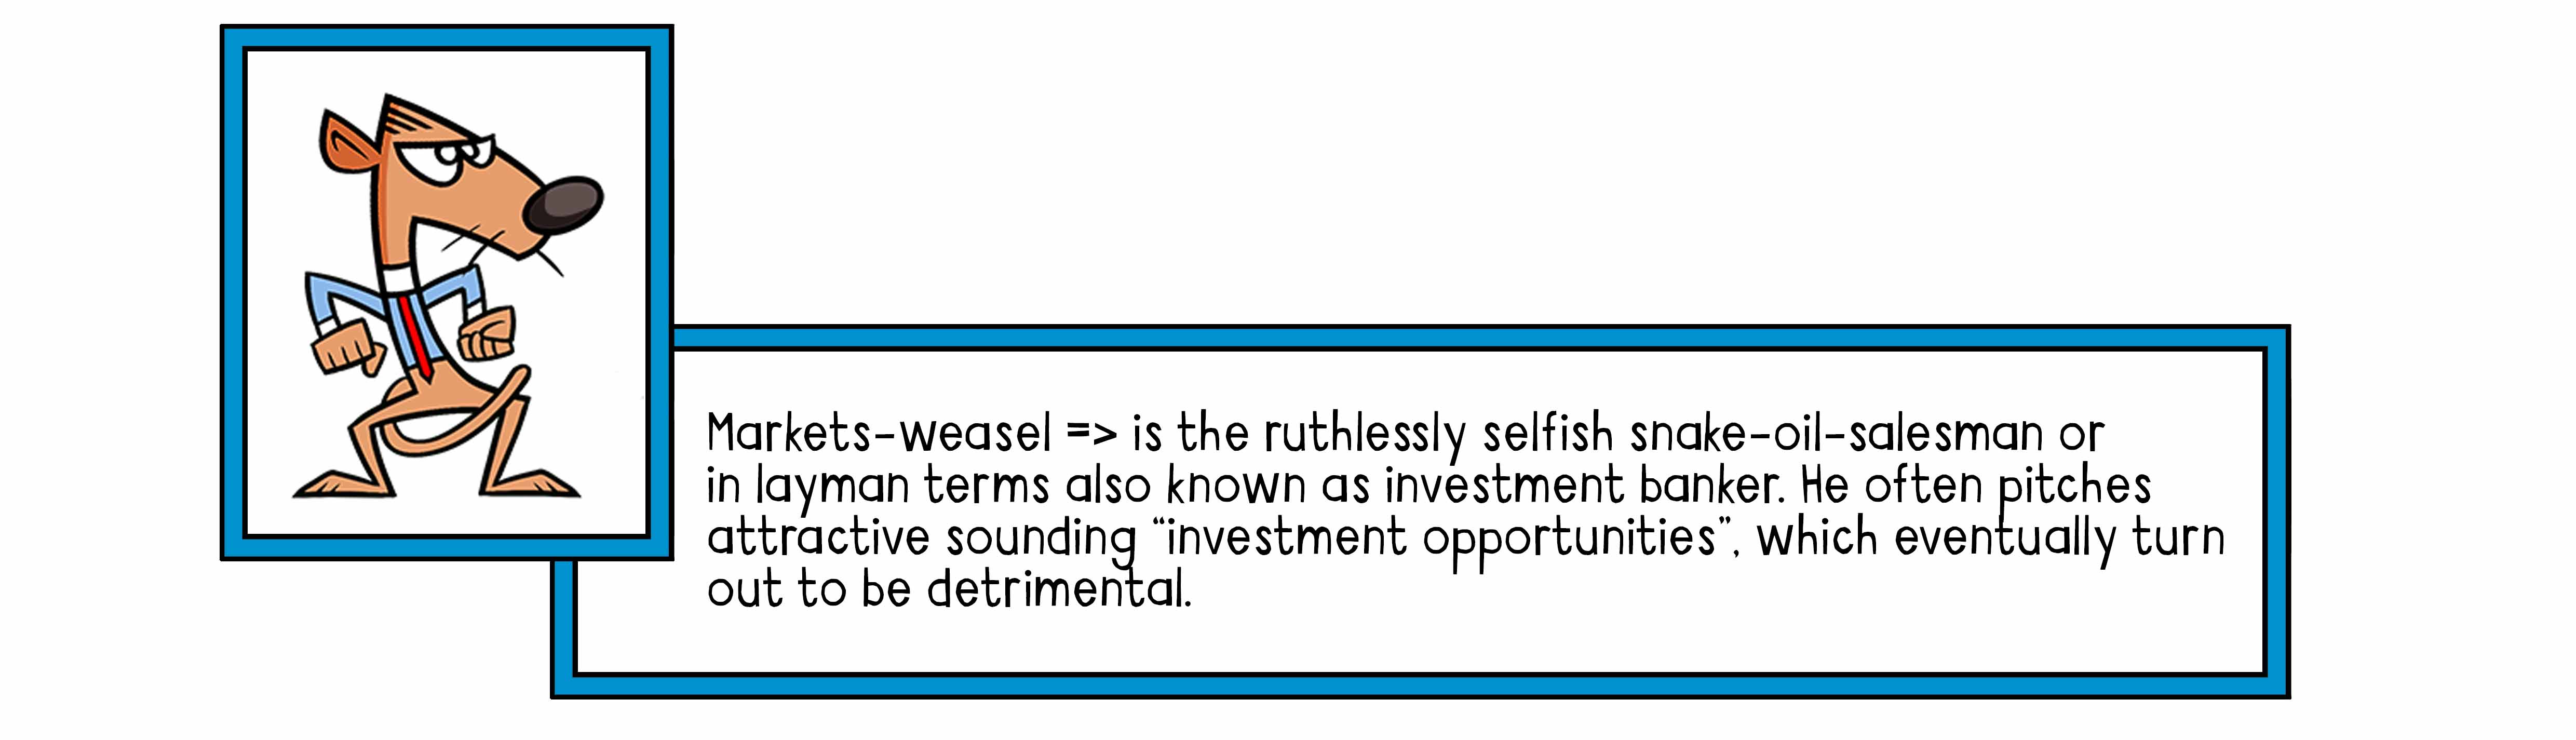 Markets-weasel => is the ruthlessly selfish snake-oil-salesman or
in layman terms also known as investment banker. He often pitches
attractive sounding “investment opportunities”, which eventually turn
out to be detrimental.